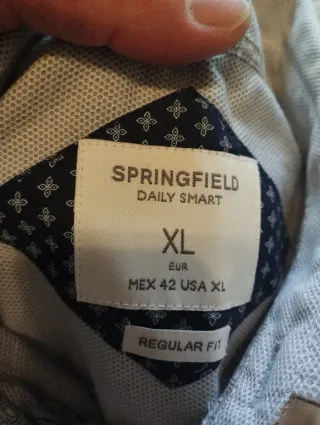 SPRINGFIELD
DAILY SMART
XL
EUR
MEX 42 USA XL
REGULAR FIT